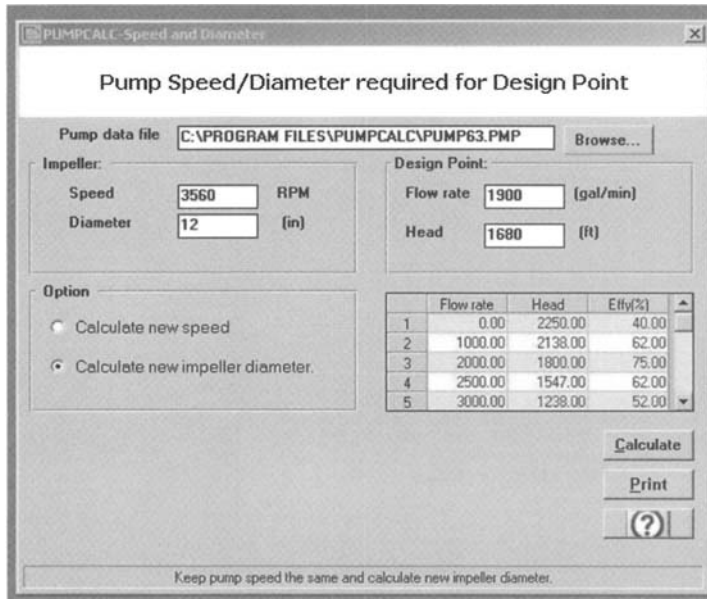 PUMPCALC-Speed and Diameter
Pump Speed/Diameter required for Design Point
Pump data file C:\PROGRAM FILES\PUMPCALC\PUMP63.PMP Browse...
Impeller:
Speed 3560 RPM
Diameter 12 (in)
Design Point:
Flow rate 1900 (gal/min)
Head 1680 (ft)
Option
Calculate new speed
Calculate new impeller diameter.
Flow rate Head Effy(%)
1 0.00 2250.00 40.00
2 1000.00 2138.00 62.00
3 2000.00 1800.00 75.00
4 2500.00 1547.00 62.00
5 3000.00 1238.00 52.00
Calculate
Print
(?)
Keep pump speed the same and calculate new impeller diameter.